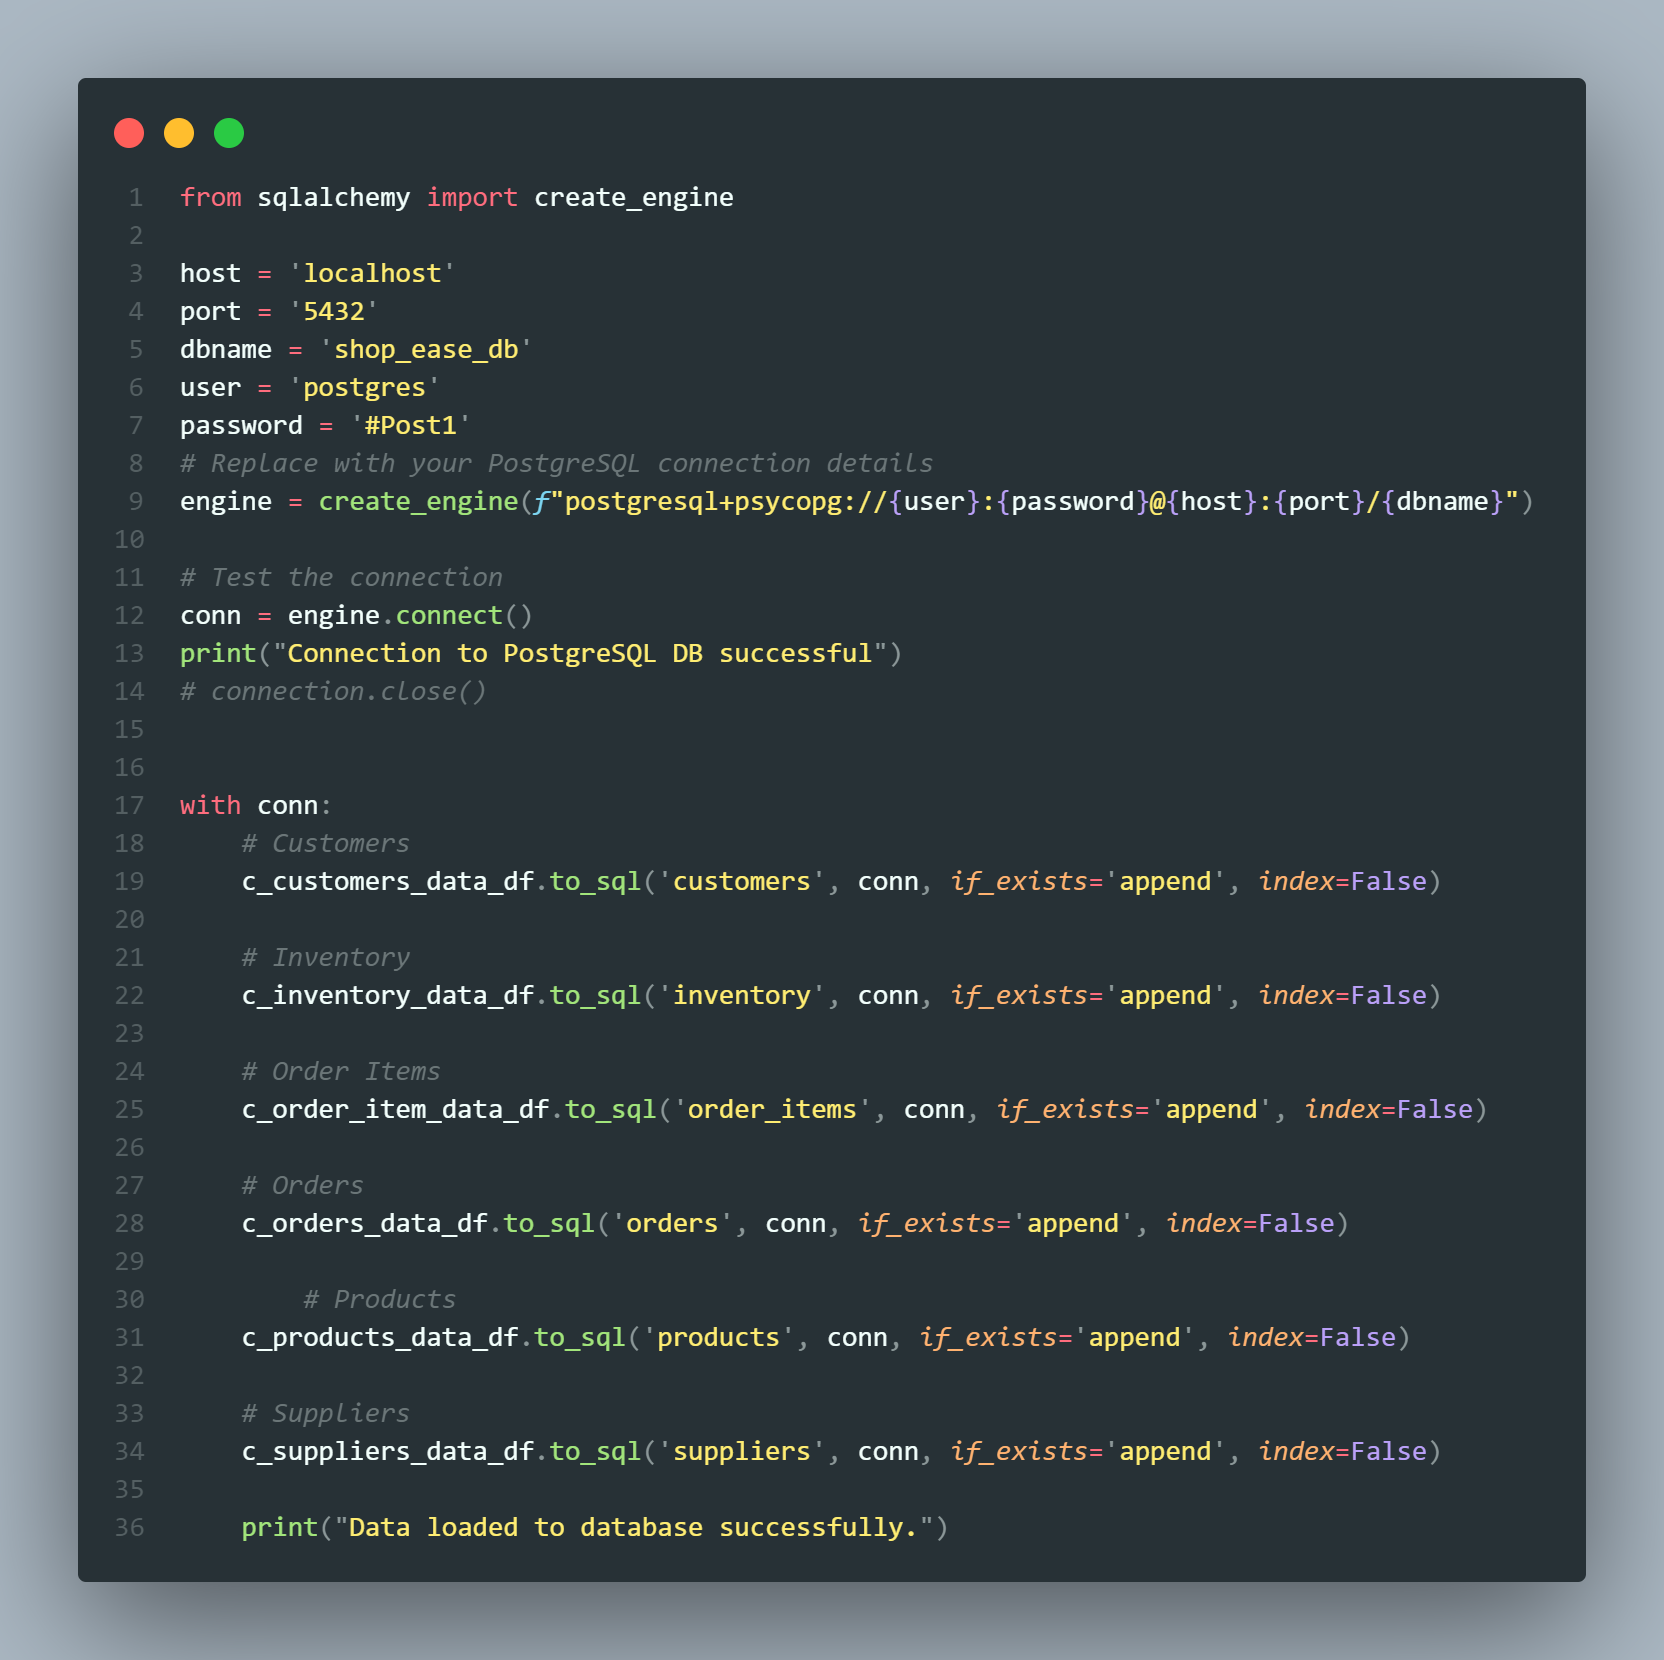 1 from sqlalchemy import create_engine
2
3 host = 'localhost'
4 port = '5432'
5 dbname = 'shop_ease_db'
6 user = 'postgres'
7 password = '#Post1'
8 # Replace with your PostgreSQL connection details
9 engine = create_engine(f"postgresql+psycopg://{user}:{password}@{host}:{port}/{dbname}")
10
11 # Test the connection
12 conn = engine.connect()
13 print("Connection to PostgreSQL DB successful")
14 # connection.close()
15
16
17 with conn:
18     # Customers
19     c_customers_data_df.to_sql('customers', conn, if_exists='append', index=False)
20
21     # Inventory
22     c_inventory_data_df.to_sql('inventory', conn, if_exists='append', index=False)
23
24     # Order Items
25     c_order_item_data_df.to_sql('order_items', conn, if_exists='append', index=False)
26
27     # Orders
28     c_orders_data_df.to_sql('orders', conn, if_exists='append', index=False)
29
30         # Products
31     c_products_data_df.to_sql('products', conn, if_exists='append', index=False)
32
33     # Suppliers
34     c_suppliers_data_df.to_sql('suppliers', conn, if_exists='append', index=False)
35
36     print("Data loaded to database successfully.")